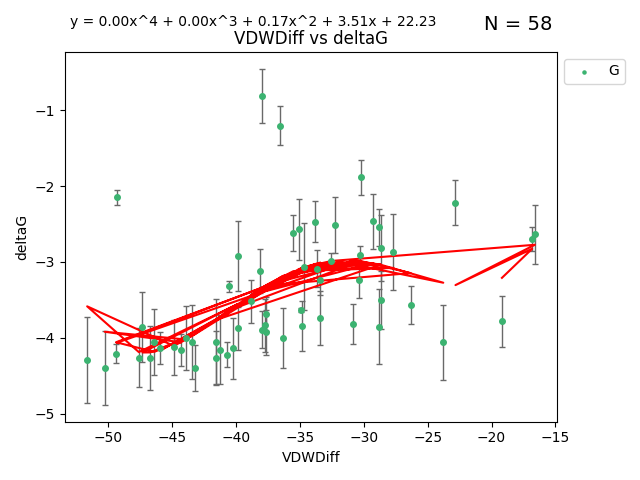 y = 0.00x^4 + 0.00x^3 + 0.17x^2 + 3.51x + 22.23
N = 58
VDWDiff vs deltaG
G
deltaG
−1
−2
−3
−4
−5
−50 −45 −40 −35 −30 −25 −20 −15
VDWDiff